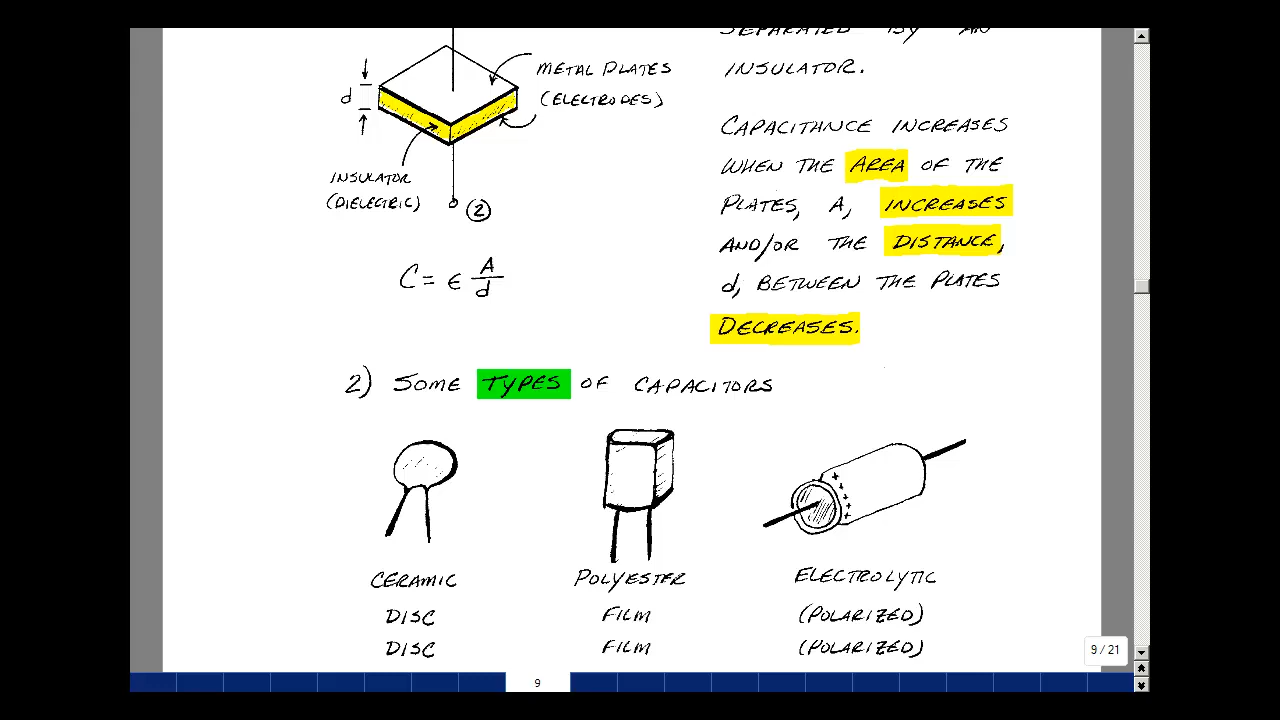 SEPARATED BY AN
INSULATOR.
d
METAL PLATES
(ELECTRODES)
INSULATOR
(DIELECTRIC)
2
C = ϵ A/d
CAPACITANCE INCREASES
WHEN THE AREA OF THE
PLATES, A, INCREASES
AND/OR THE DISTANCE,
d, BETWEEN THE PLATES
DECREASES.
2) SOME TYPES OF CAPACITORS
+ + + + +
CERAMIC POLYESTER ELECTROLYTIC
DISC FILM (POLARIZED)
DISC FILM (POLARIZED)
9 / 21
9